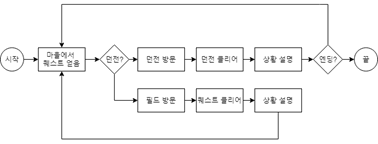 시작
마을에서
퀘스트 얻음
던전?
던전 방문
던전 클리어
상황 설명
엔딩?
끝
필드 방문
퀘스트 클리어
상황 설명